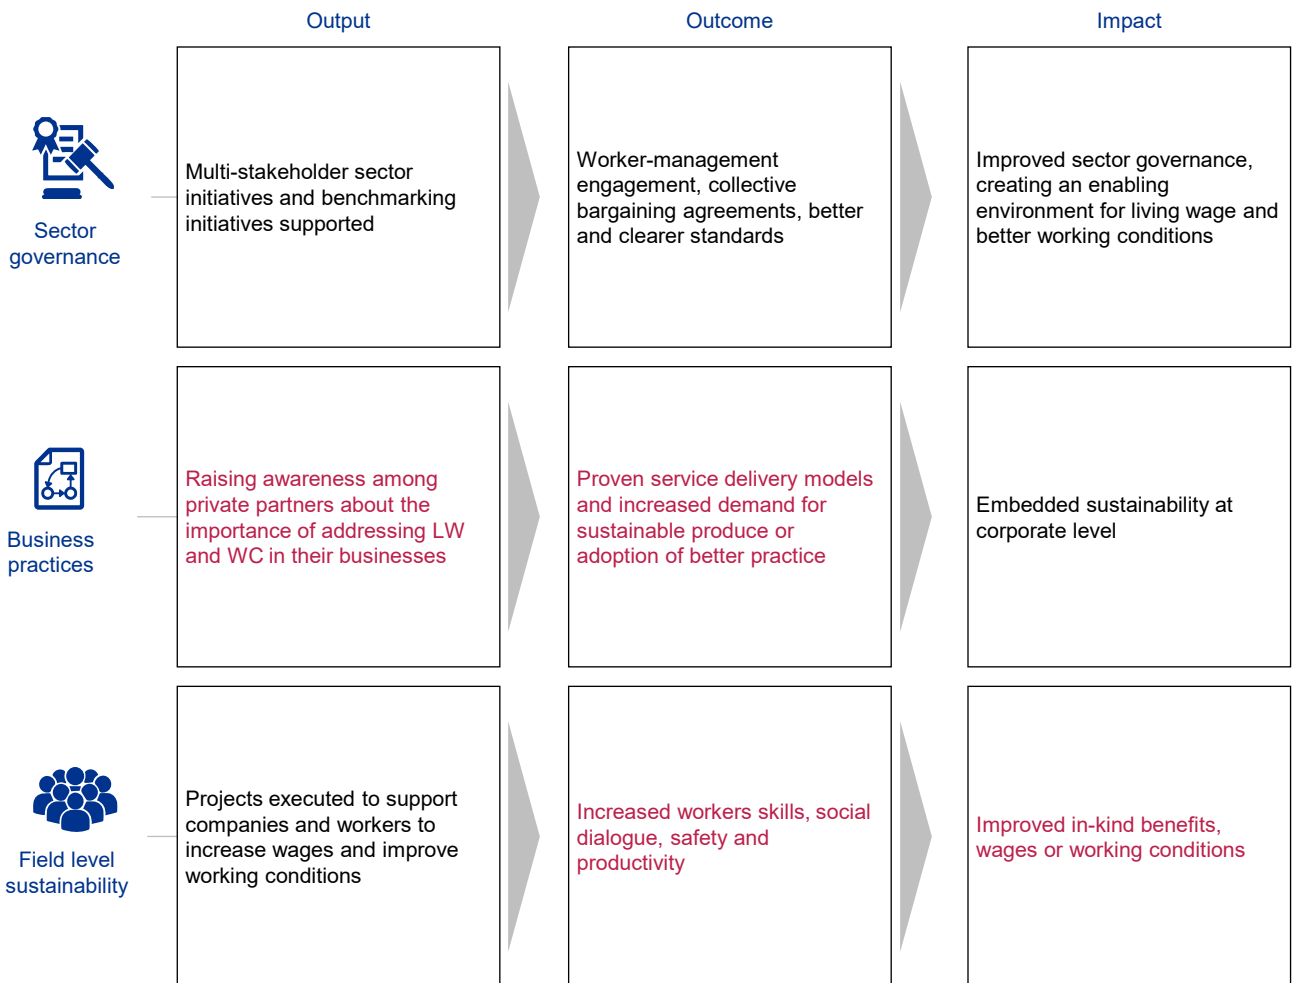 Output
Outcome
Impact
Sector
governance
Multi-stakeholder sector
initiatives and benchmarking
initiatives supported
Worker-management
engagement, collective
bargaining agreements, better
and clearer standards
Improved sector governance,
creating an enabling
environment for living wage and
better working conditions
Business
practices
Raising awareness among
private partners about the
importance of addressing LW
and WC in their businesses
Proven service delivery models
and increased demand for
sustainable produce or
adoption of better practice
Embedded sustainability at
corporate level
Field level
sustainability
Projects executed to support
companies and workers to
increase wages and improve
working conditions
Increased workers skills, social
dialogue, safety and
productivity
Improved in-kind benefits,
wages or working conditions